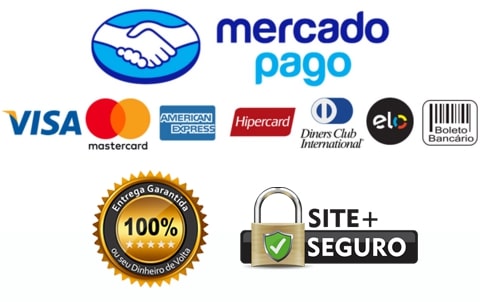 mercado
pago
VISA
mastercard
AMERICAN
EXPRESS
Hipercard
Diners Club
International
elo
Boleto
Bancário
Entrega Garantida
100%
ou seu Dinheiro de Volta
SITE+
SEGURO